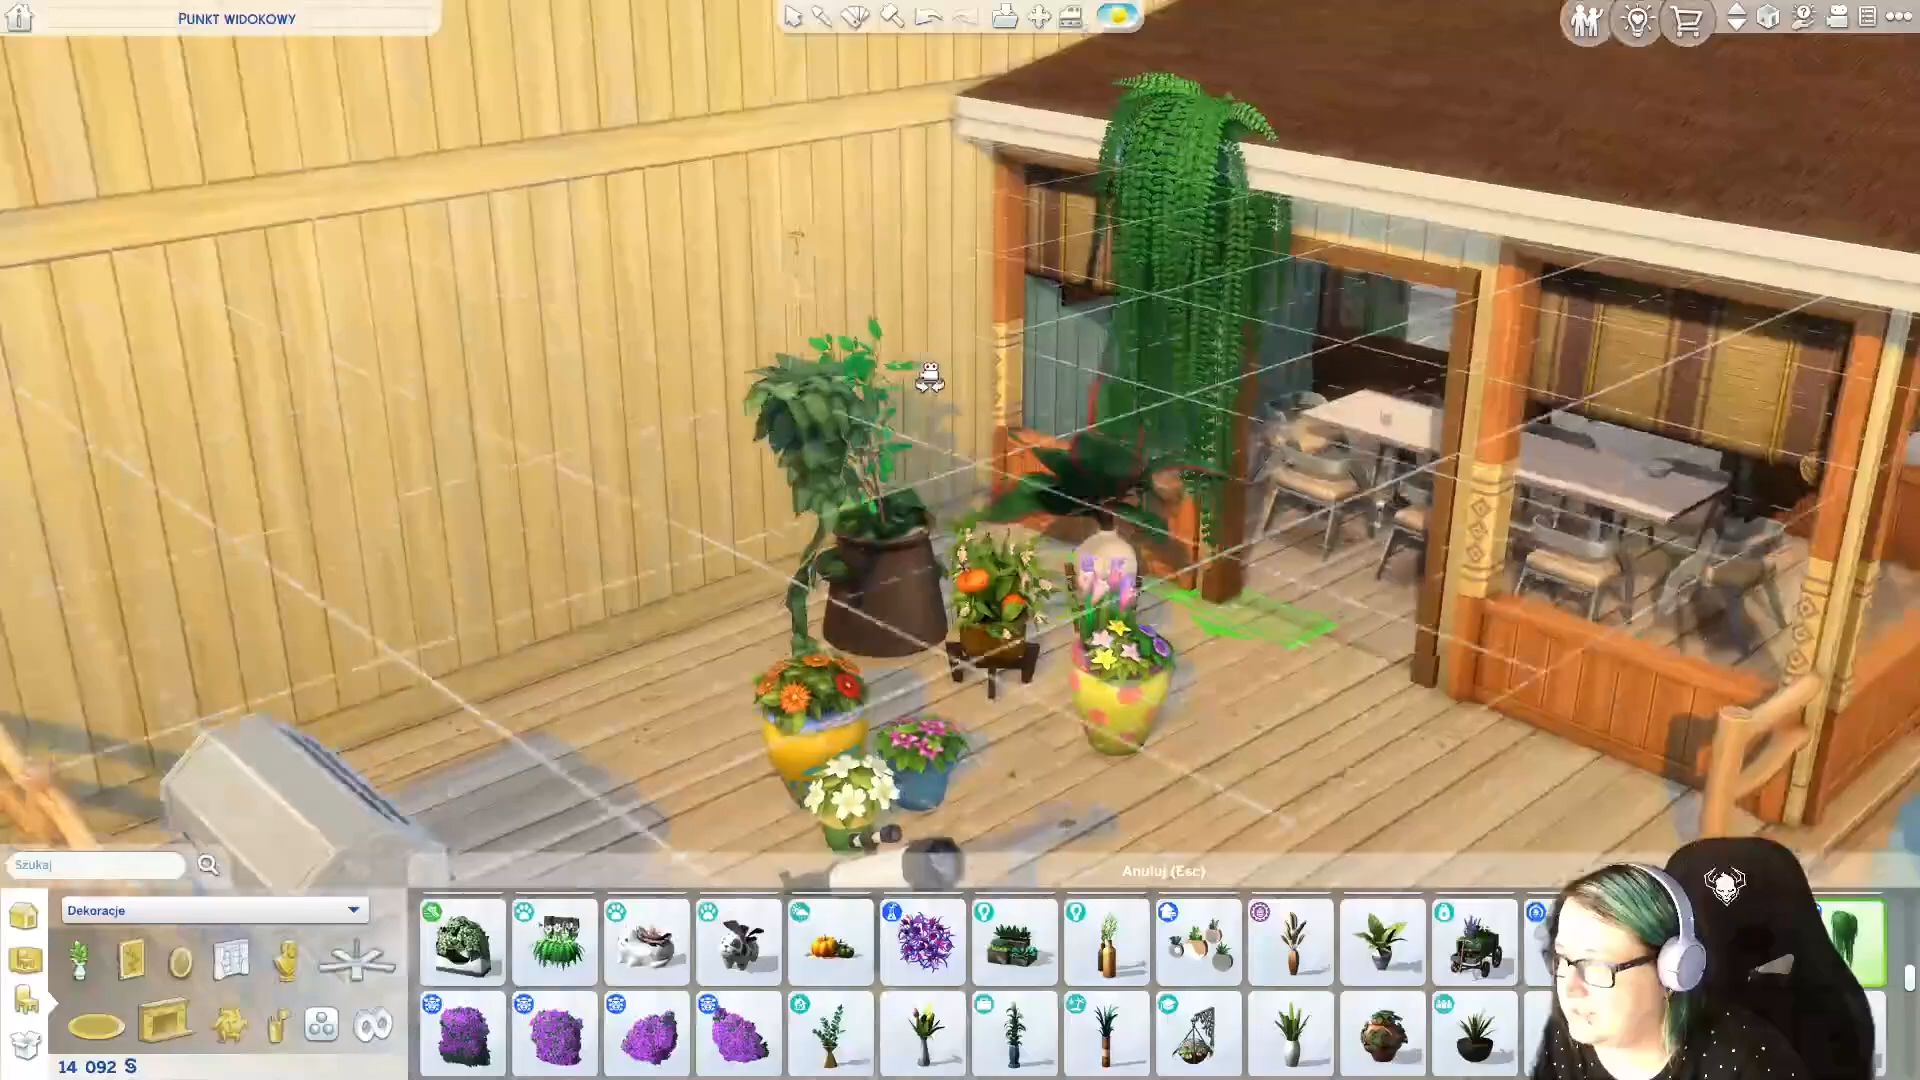 Punkt widokowy
Anuluj (Esc)
Szukaj
Dekoracje
14 092 $